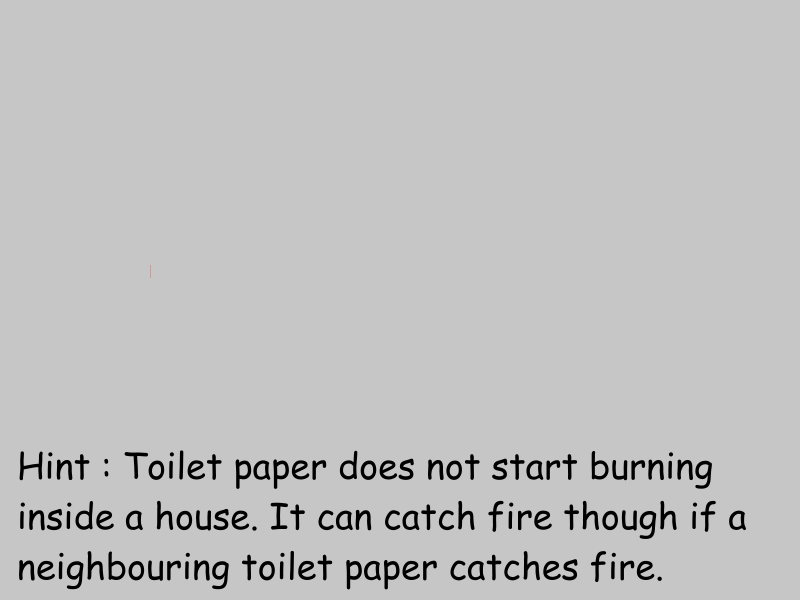 Hint : Toilet paper does not start burning
inside a house. It can catch fire though if a
neighbouring toilet paper catches fire.